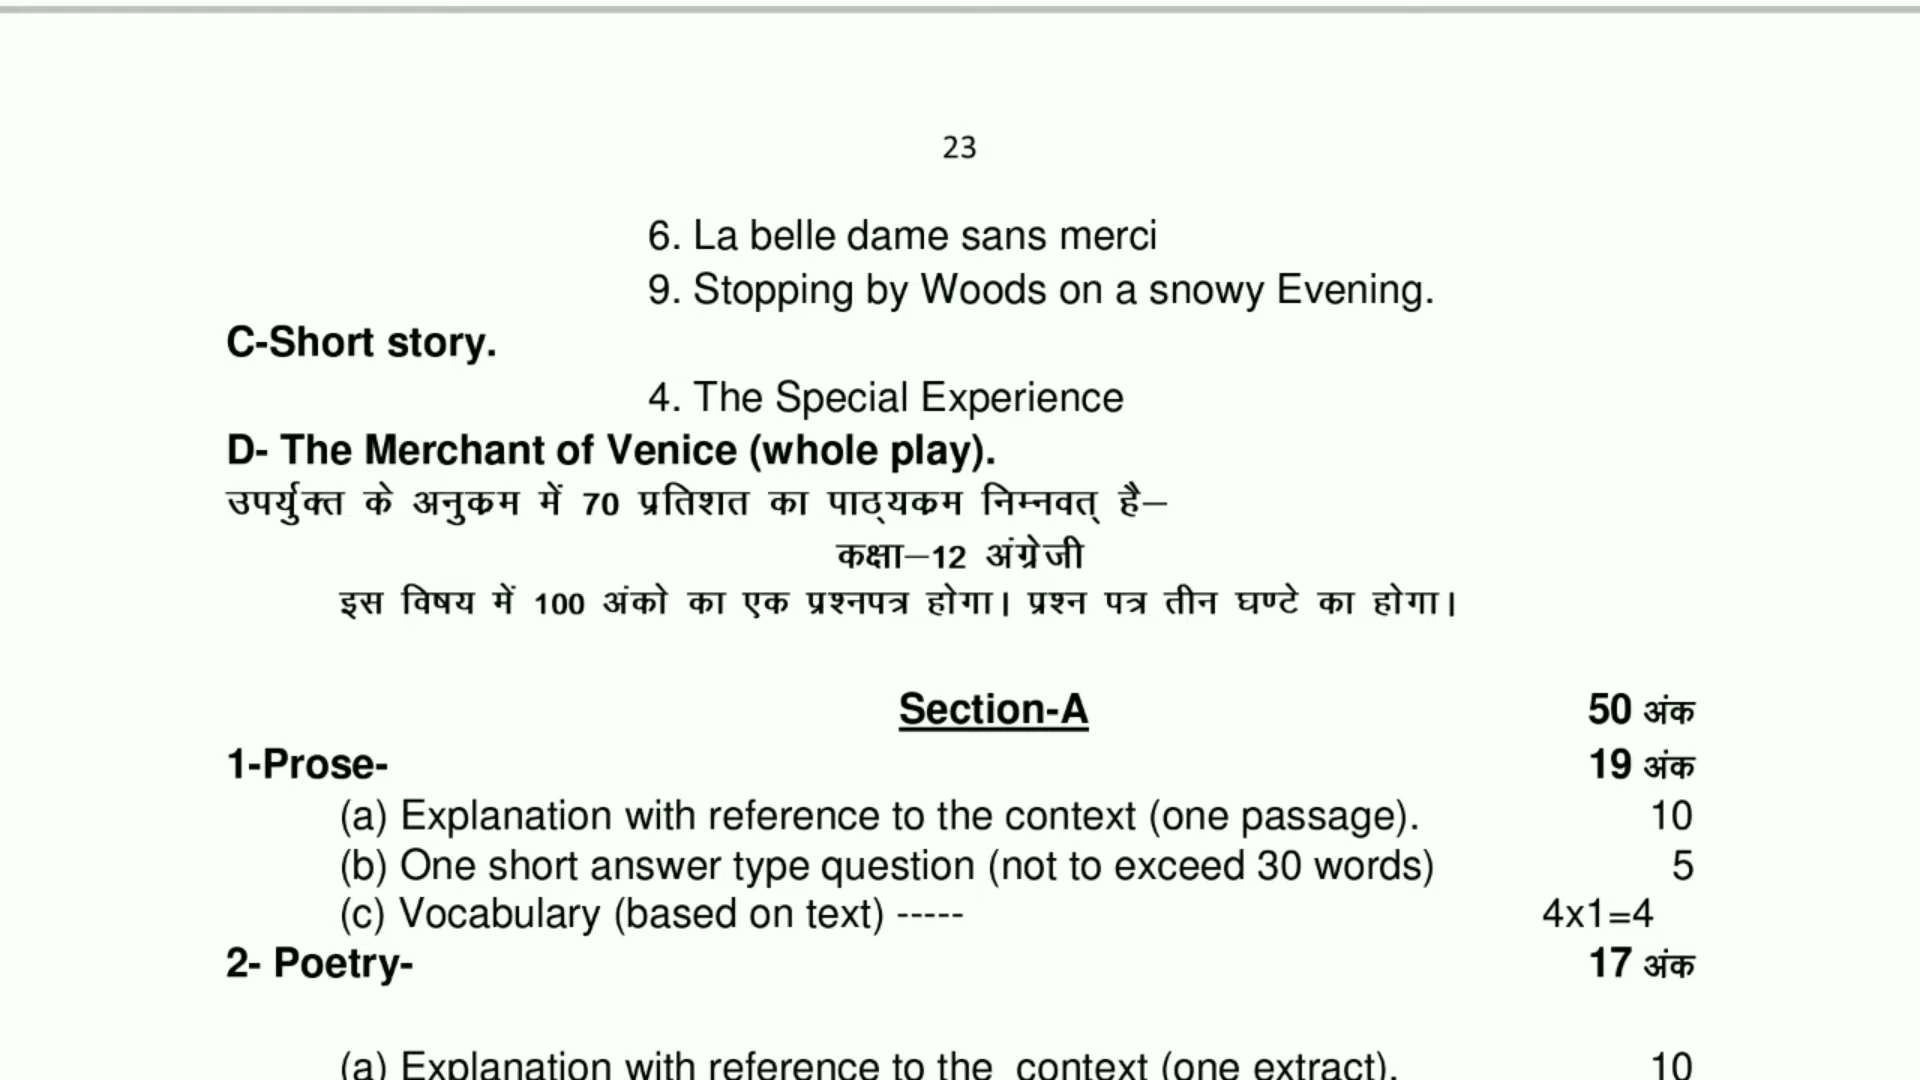 23
6. La belle dame sans merci
9. Stopping by Woods on a snowy Evening.
C-Short story.
4. The Special Experience
D- The Merchant of Venice (whole play).
उपर्युक्त के अनुक्रम में 70 प्रतिशत का पाठ्यक्रम निम्नवत् है–
कक्षा–12 अंग्रेजी
इस विषय में 100 अंको का एक प्रश्नपत्र होगा। प्रश्न पत्र तीन घण्टे का होगा।
Section-A 50 अंक
1-Prose- 19 अंक
(a) Explanation with reference to the context (one passage). 10
(b) One short answer type question (not to exceed 30 words) 5
(c) Vocabulary (based on text) ----- 4x1=4
2- Poetry- 17 अंक
(a) Explanation with reference to the context (one extract). 10